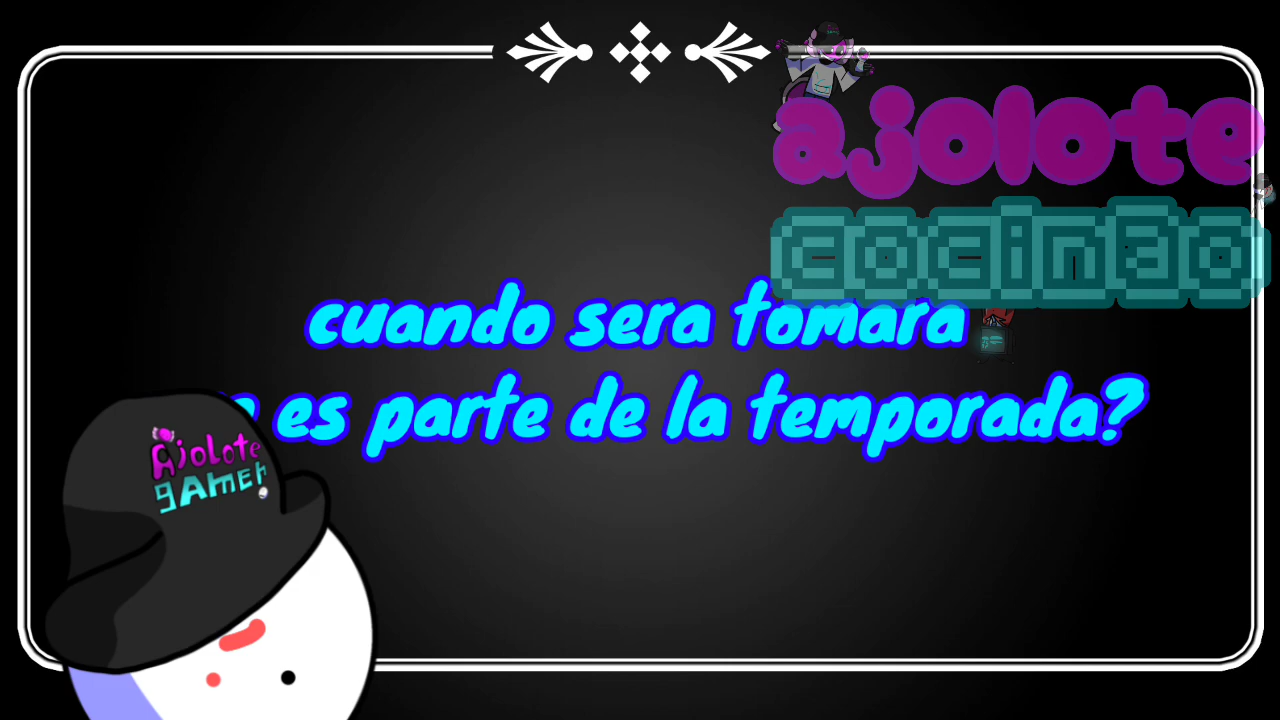 ajolote
cocinao
cuando sera tomara
es parte de la temporada?
Ajolote
gamer